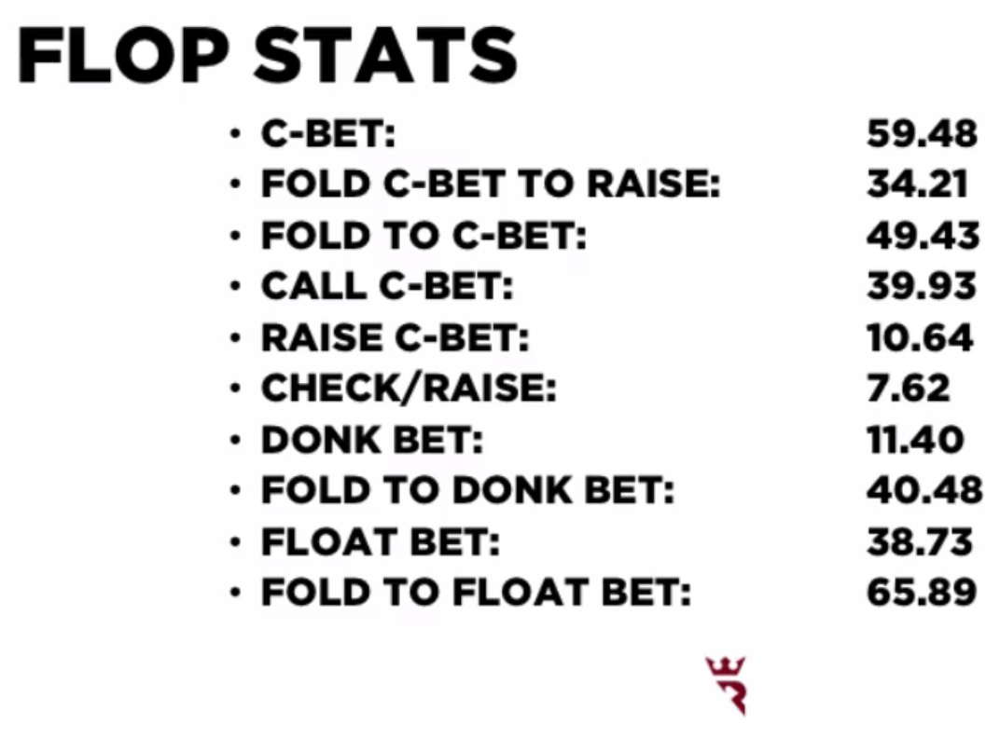 FLOP STATS
• C-BET: 59.48
• FOLD C-BET TO RAISE: 34.21
• FOLD TO C-BET: 49.43
• CALL C-BET: 39.93
• RAISE C-BET: 10.64
• CHECK/RAISE: 7.62
• DONK BET: 11.40
• FOLD TO DONK BET: 40.48
• FLOAT BET: 38.73
• FOLD TO FLOAT BET: 65.89